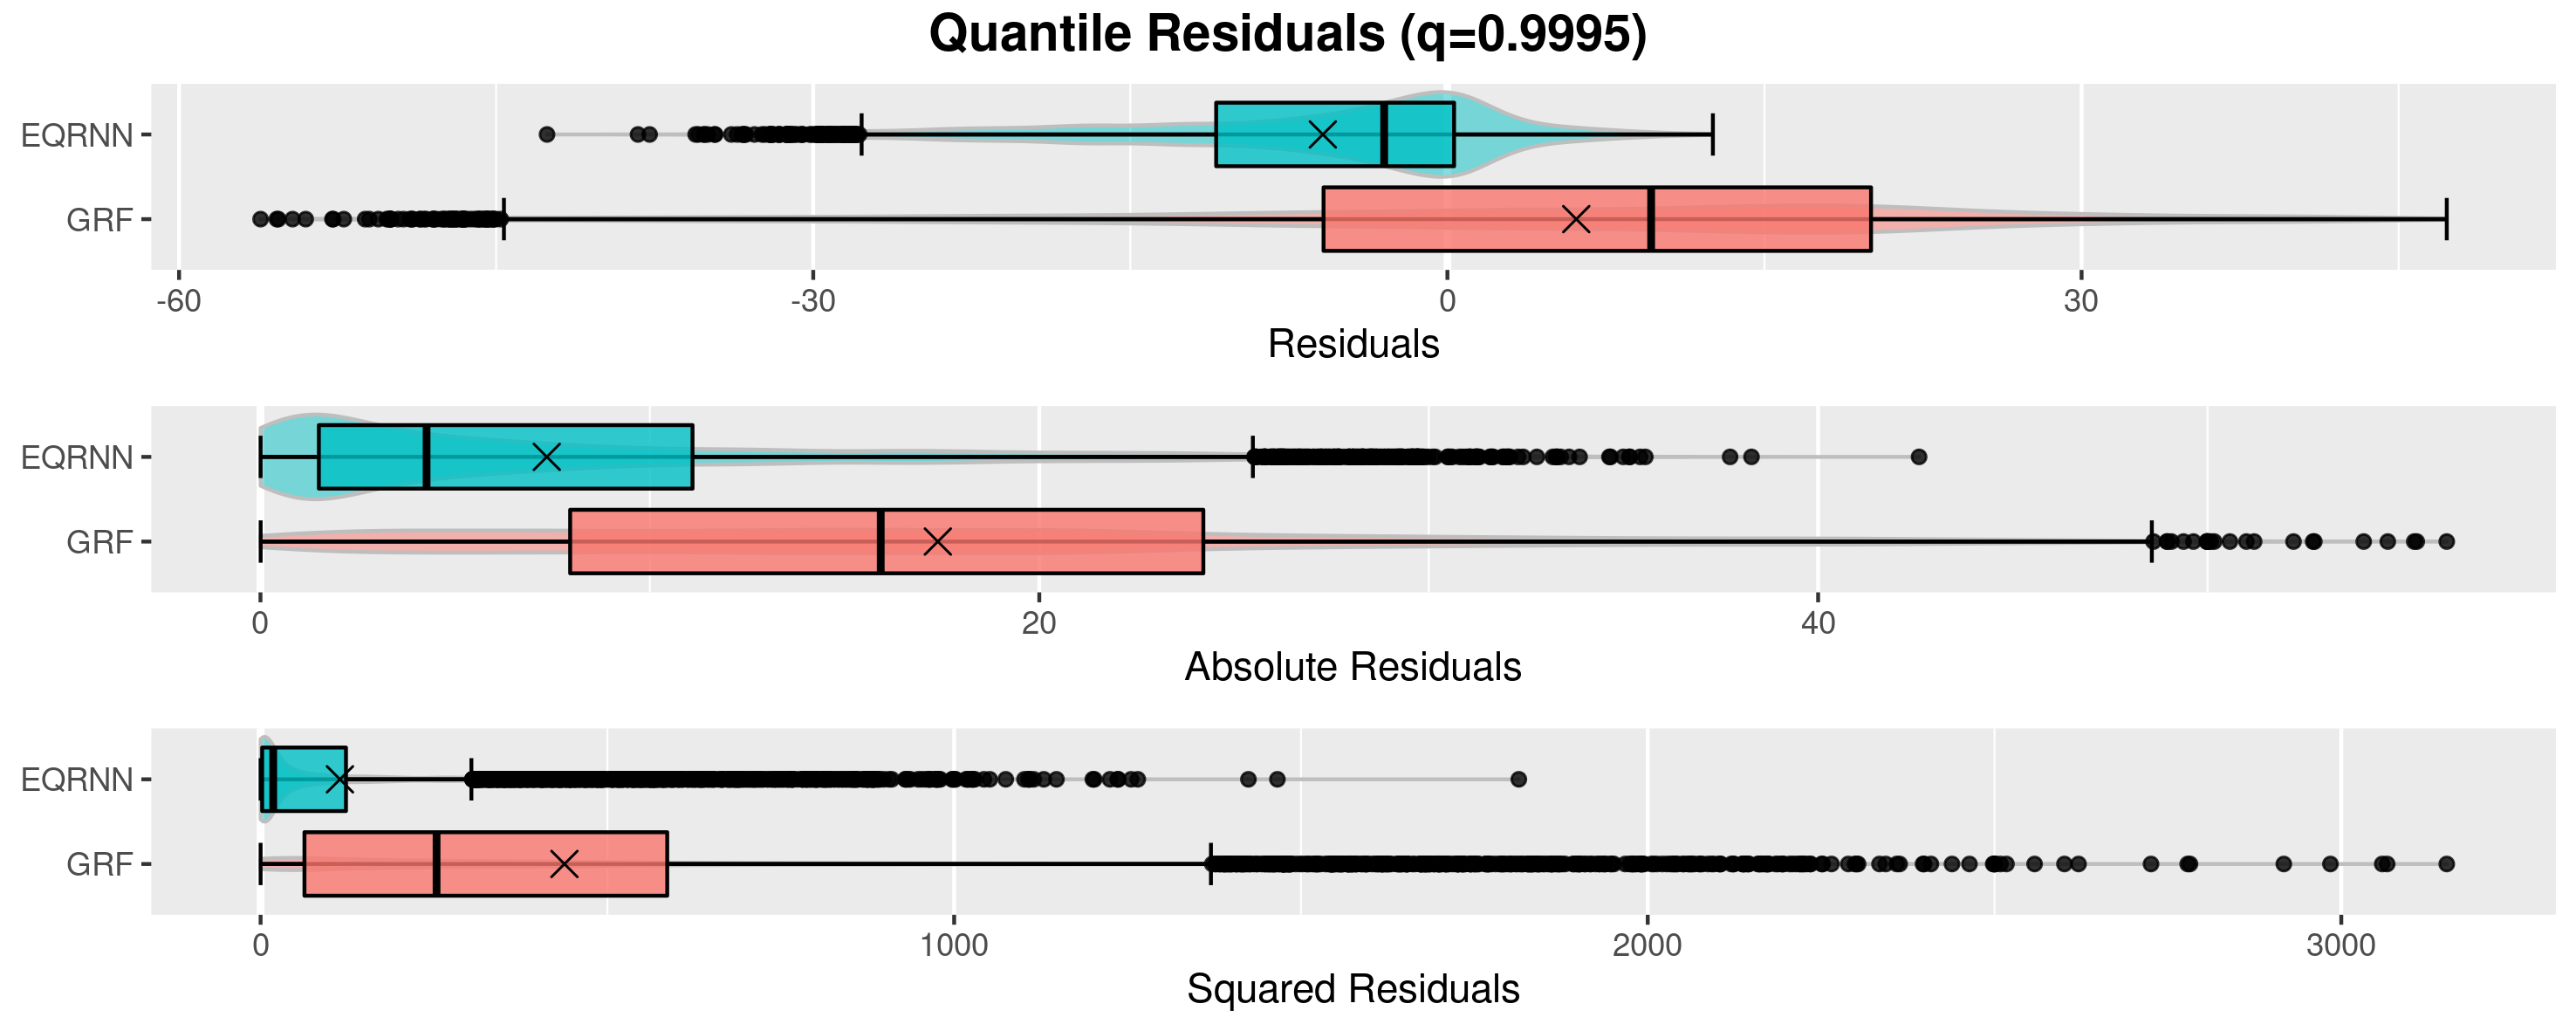 Quantile Residuals (q=0.9995)
EQRNN
GRF
-60 -30 0 30
Residuals
EQRNN
GRF
0 20 40
Absolute Residuals
EQRNN
GRF
0 1000 2000 3000
Squared Residuals